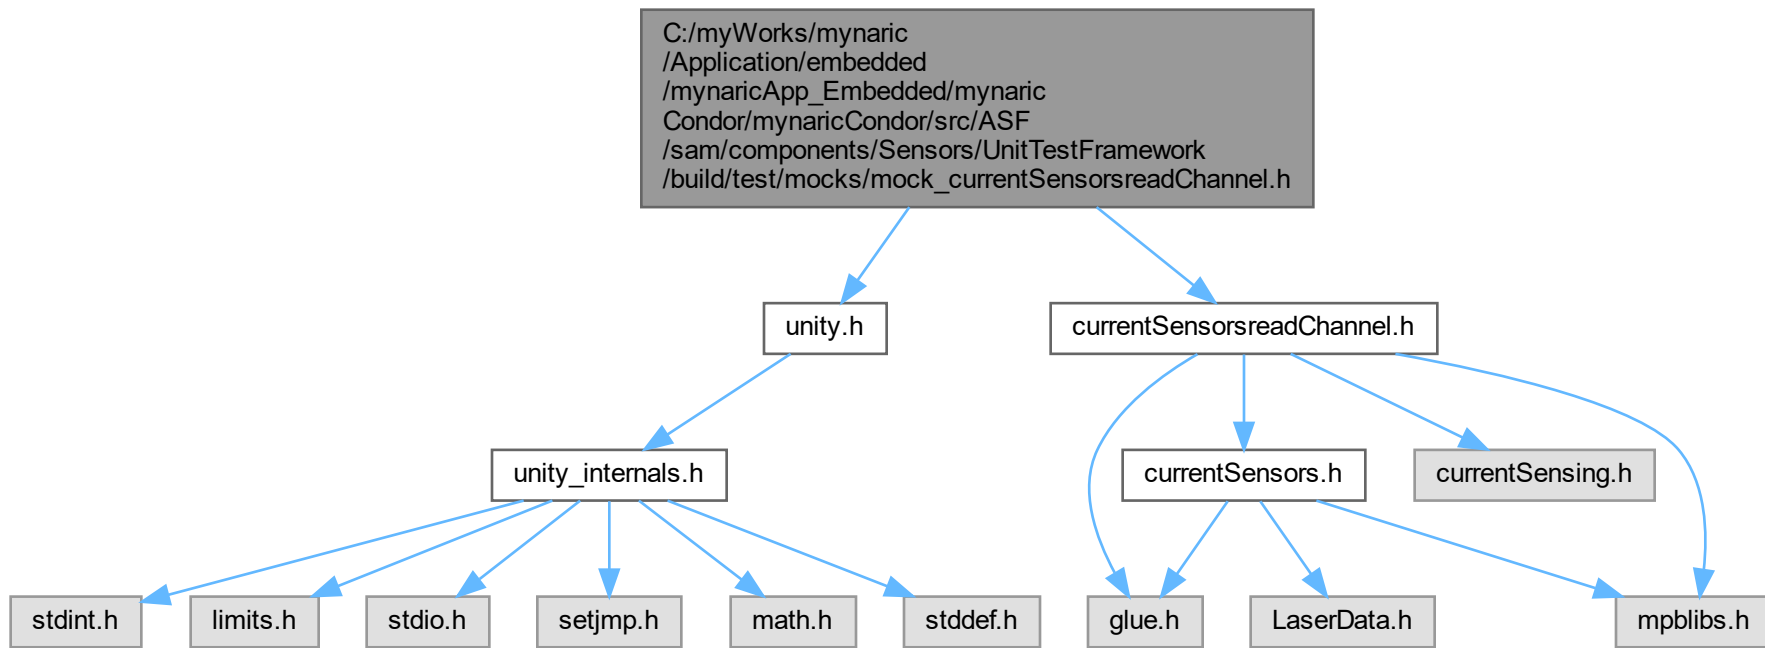 C:/myWorks/mynaric
/Application/embedded
/mynaricApp_Embedded/mynaric
Condor/mynaricCondor/src/ASF
/sam/components/Sensors/UnitTestFramework
/build/test/mocks/mock_currentSensorsreadChannel.h
unity.h
currentSensorsreadChannel.h
unity_internals.h
currentSensors.h
currentSensing.h
stdint.h
limits.h
stdio.h
setjmp.h
math.h
stddef.h
glue.h
LaserData.h
mpblibs.h